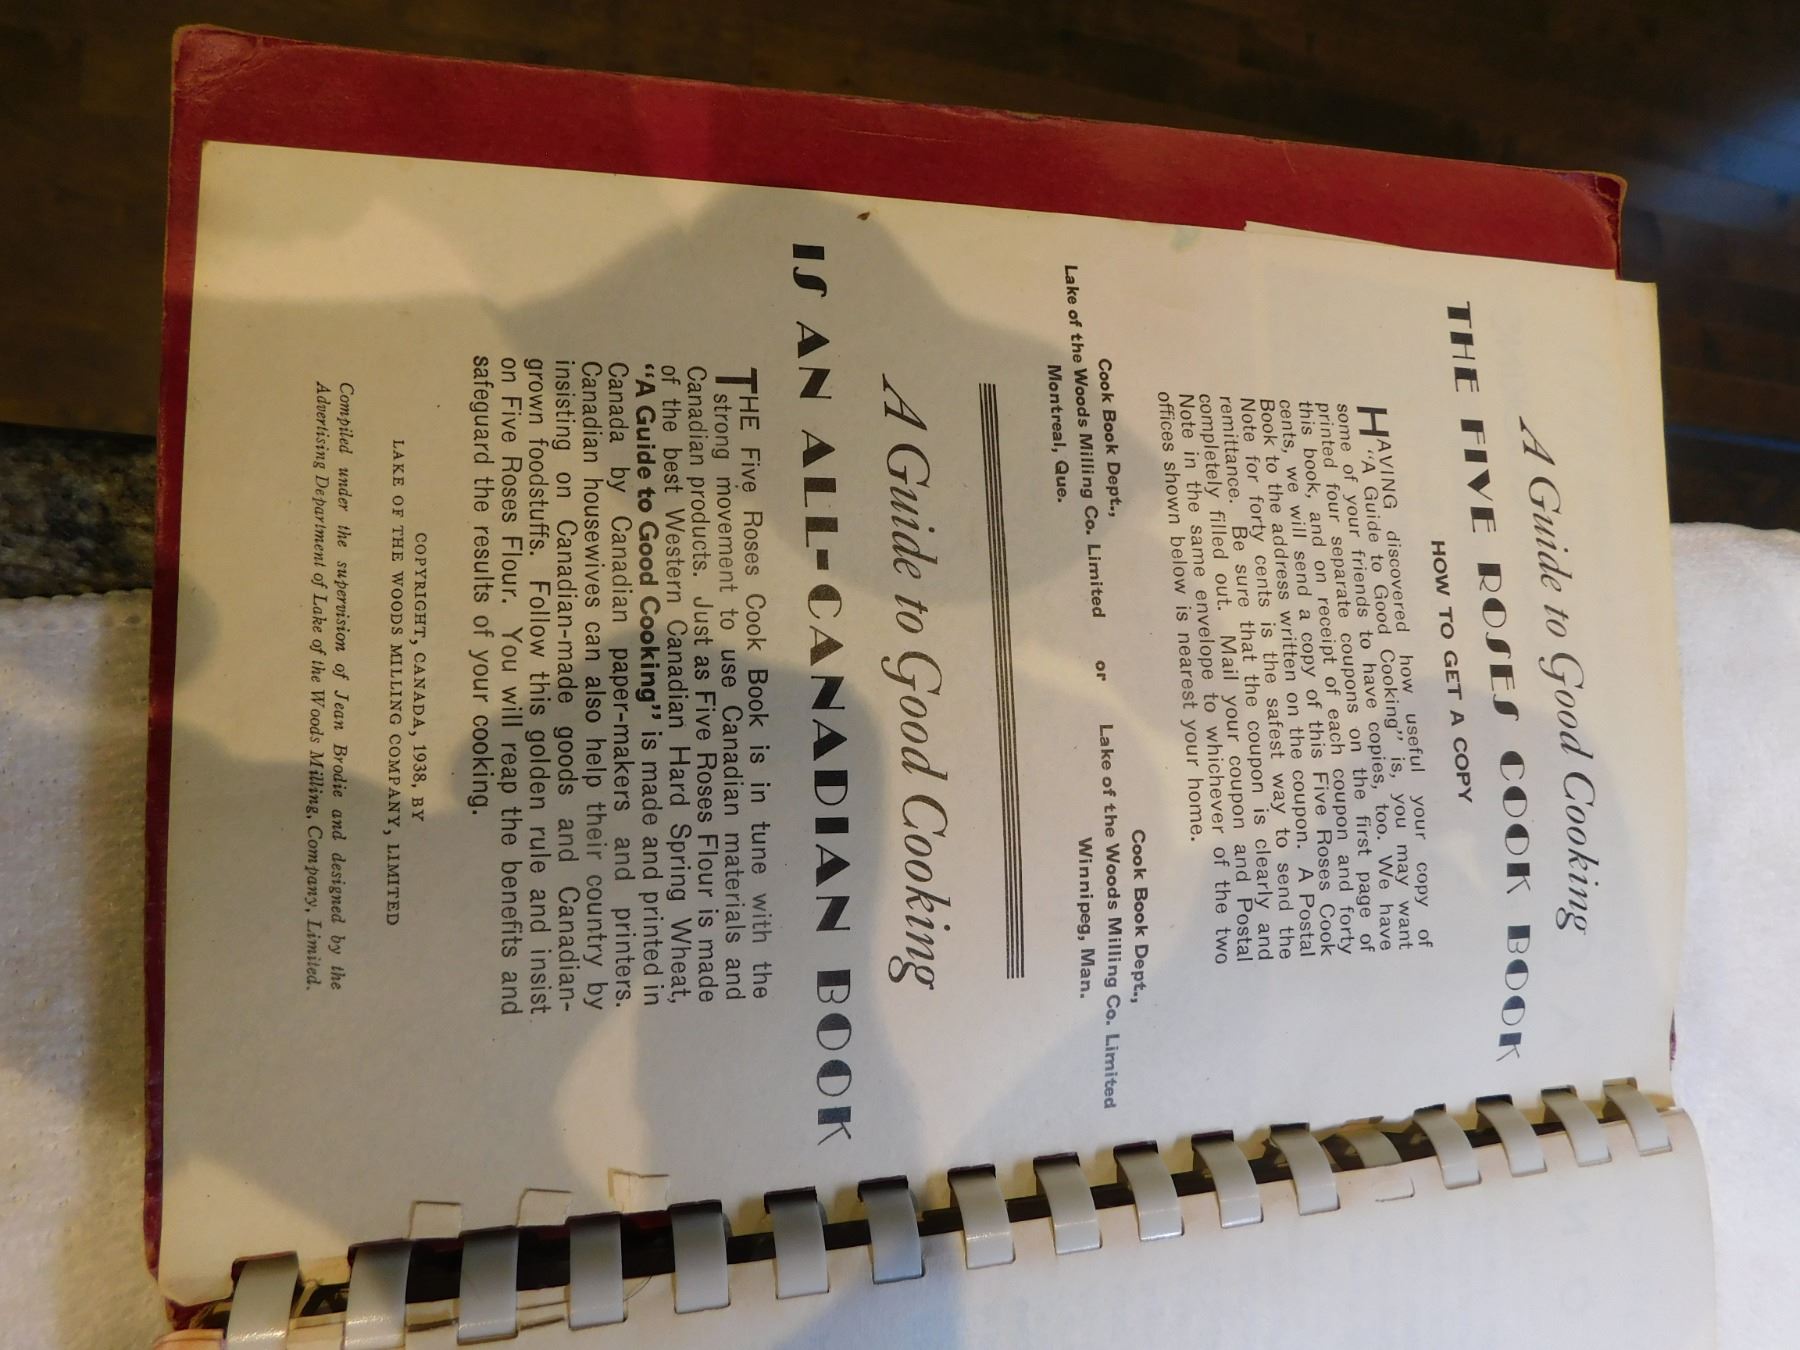 A Guide to Good Cooking
THE FIVE ROSES COOK BOOK
HOW TO GET A COPY
HAVING discovered how useful your copy of
"A Guide to Good Cooking" is, you may want
some of your friends to have copies, too. We have
printed four separate coupons on the first page of
this book, and on receipt of each coupon and forty
cents, we will send a copy of this Five Roses Cook
Book to the address written on the coupon. A Postal
Note for forty cents is the safest way to send the
remittance. Be sure that the coupon is clearly and
completely filled out. Mail your coupon and Postal
Note in the same envelope to whichever of the two
offices shown below is nearest your home.
Cook Book Dept.,
Lake of the Woods Milling Co. Limited
Montreal, Que.
or
Cook Book Dept.,
Lake of the Woods Milling Co. Limited
Winnipeg, Man.
A Guide to Good Cooking
IS AN ALL-CANADIAN BOOK
THE Five Roses Cook Book is in tune with the
strong movement to use Canadian materials and
Canadian products. Just as Five Roses Flour is made
of the best Western Canadian Hard Spring Wheat,
"A Guide to Good Cooking" is made and printed in
Canada by Canadian paper-makers and printers.
Canadian housewives can also help their country by
insisting on Canadian-made goods and Canadian-
grown foodstuffs. Follow this golden rule and insist
on Five Roses Flour. You will reap the benefits and
safeguard the results of your cooking.
COPYRIGHT, CANADA, 1938, BY
LAKE OF THE WOODS MILLING COMPANY, LIMITED
Compiled under the supervision of Jean Brodie and designed by the
Advertising Department of Lake of the Woods Milling, Company, Limited.